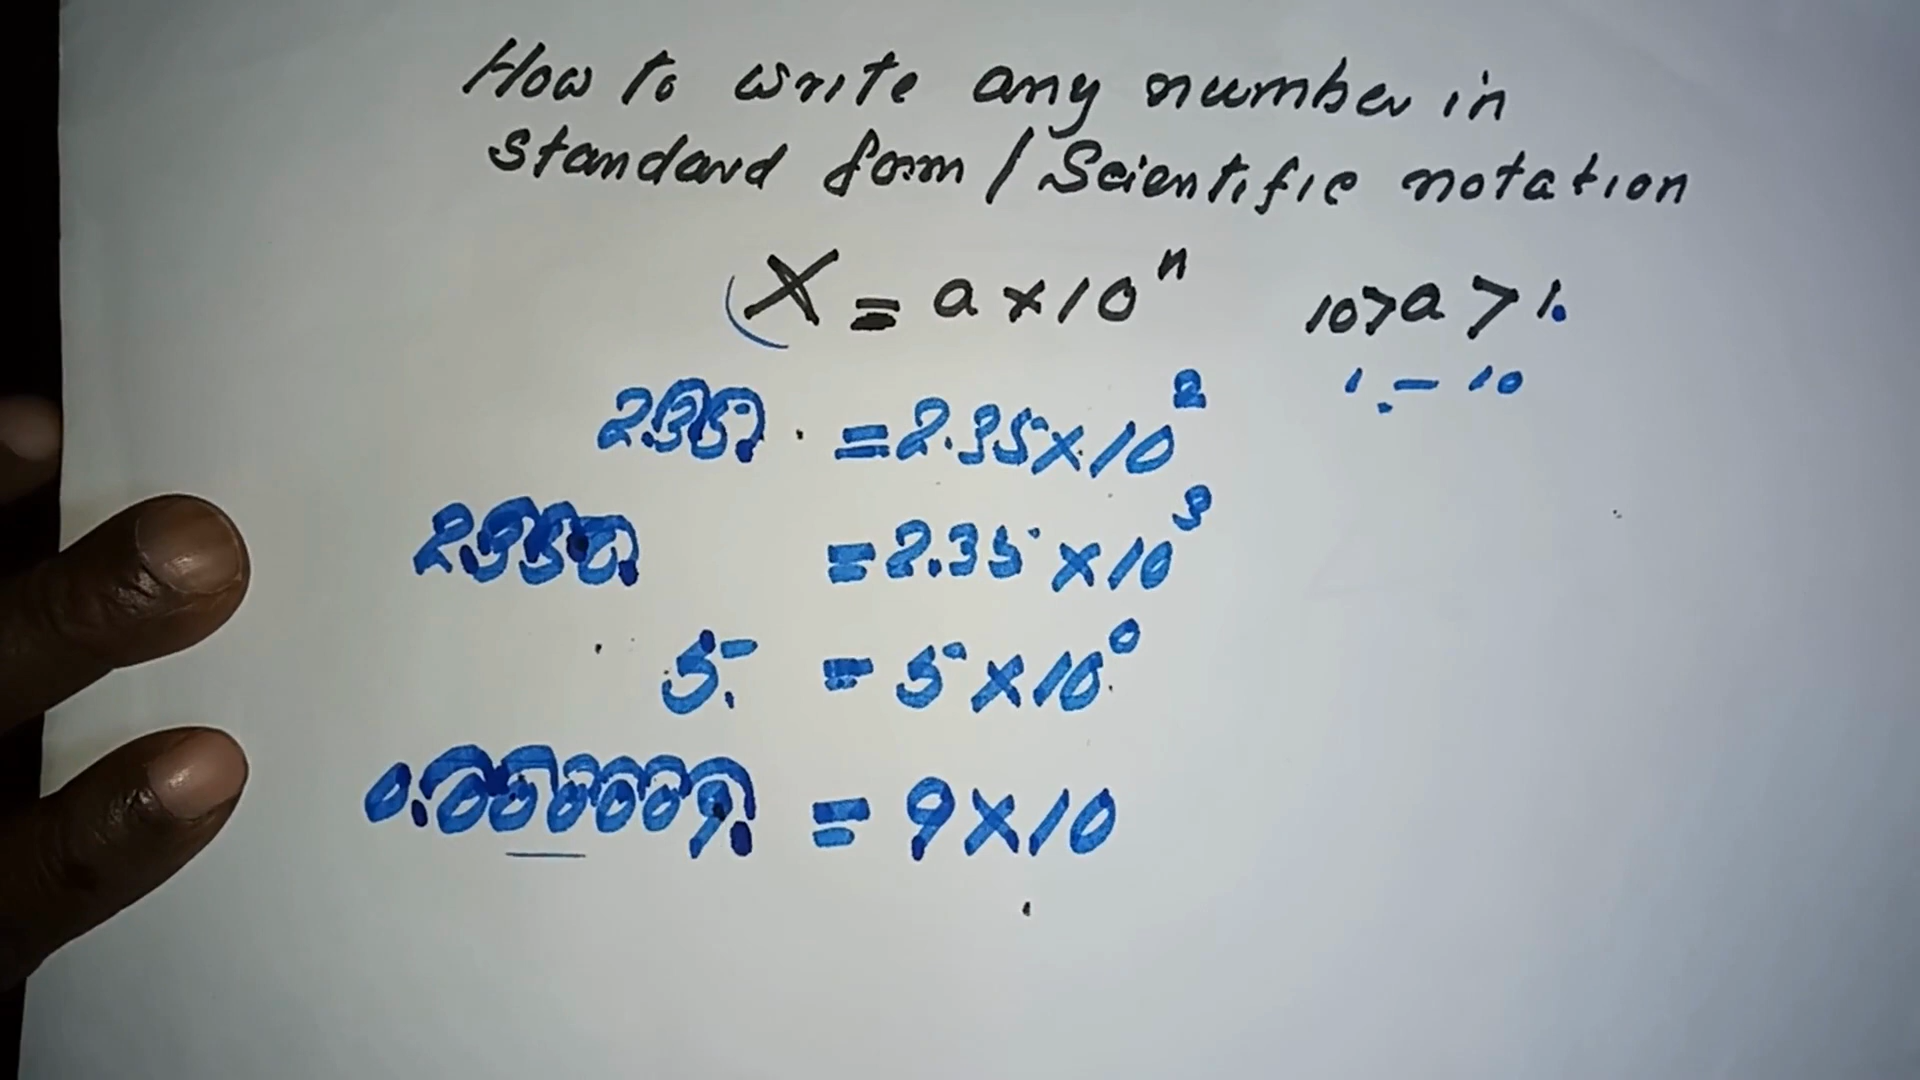 How to write any number in
standard form / Scientific notation
X = a x 10ⁿ 10 > a > 1.
1 - 10
235. = 2.35 x 10²
2350. = 2.35 x 10³
5. = 5 x 10⁰
0.000009. = 9 x 10